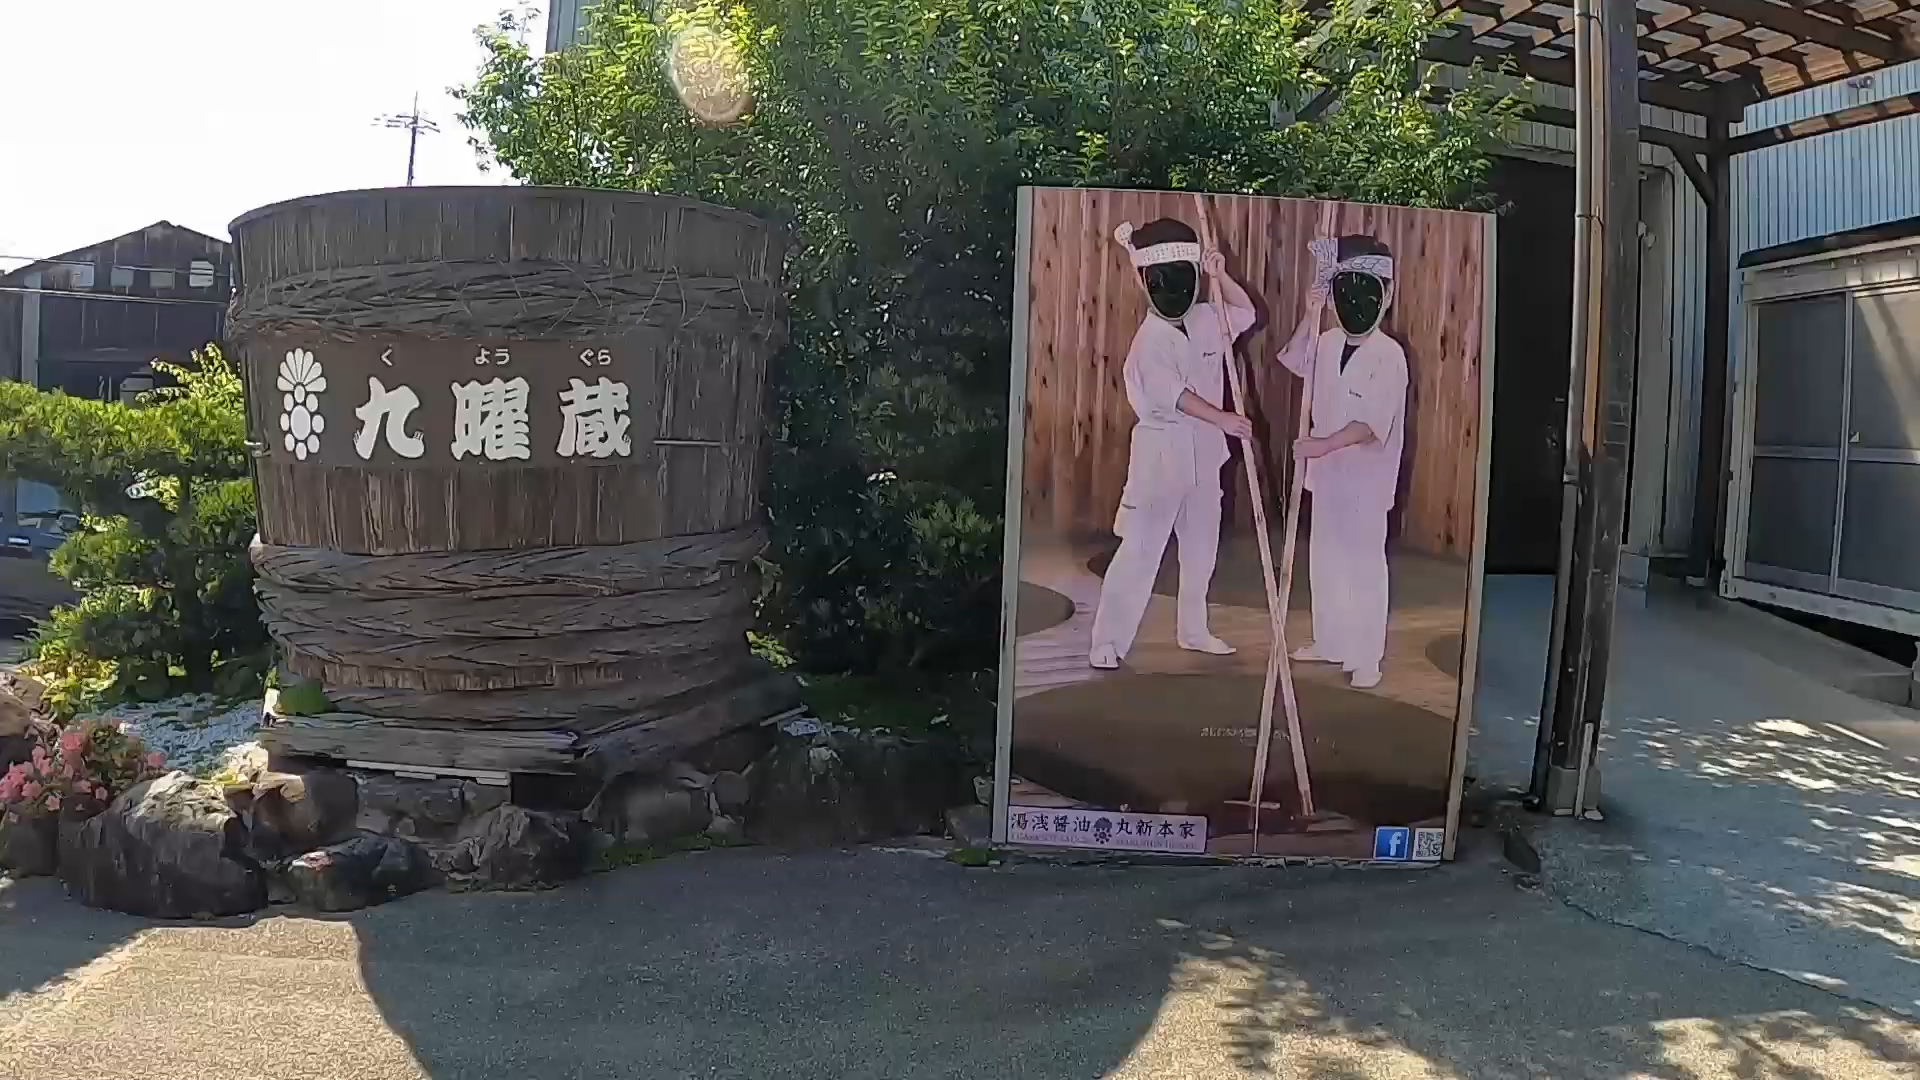 く よう ぐら
九曜蔵
湯浅醤油 丸新本家
f